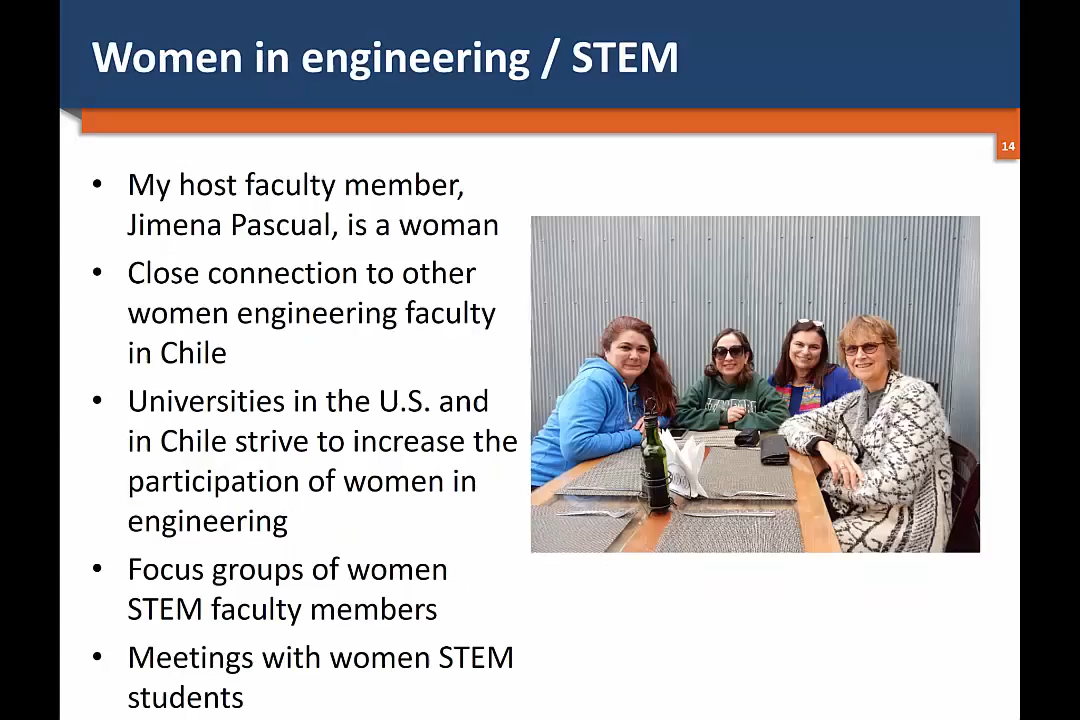 Women in engineering / STEM
14
• My host faculty member,
Jimena Pascual, is a woman
• Close connection to other
women engineering faculty
in Chile
• Universities in the U.S. and
in Chile strive to increase the
participation of women in
engineering
• Focus groups of women
STEM faculty members
• Meetings with women STEM
students